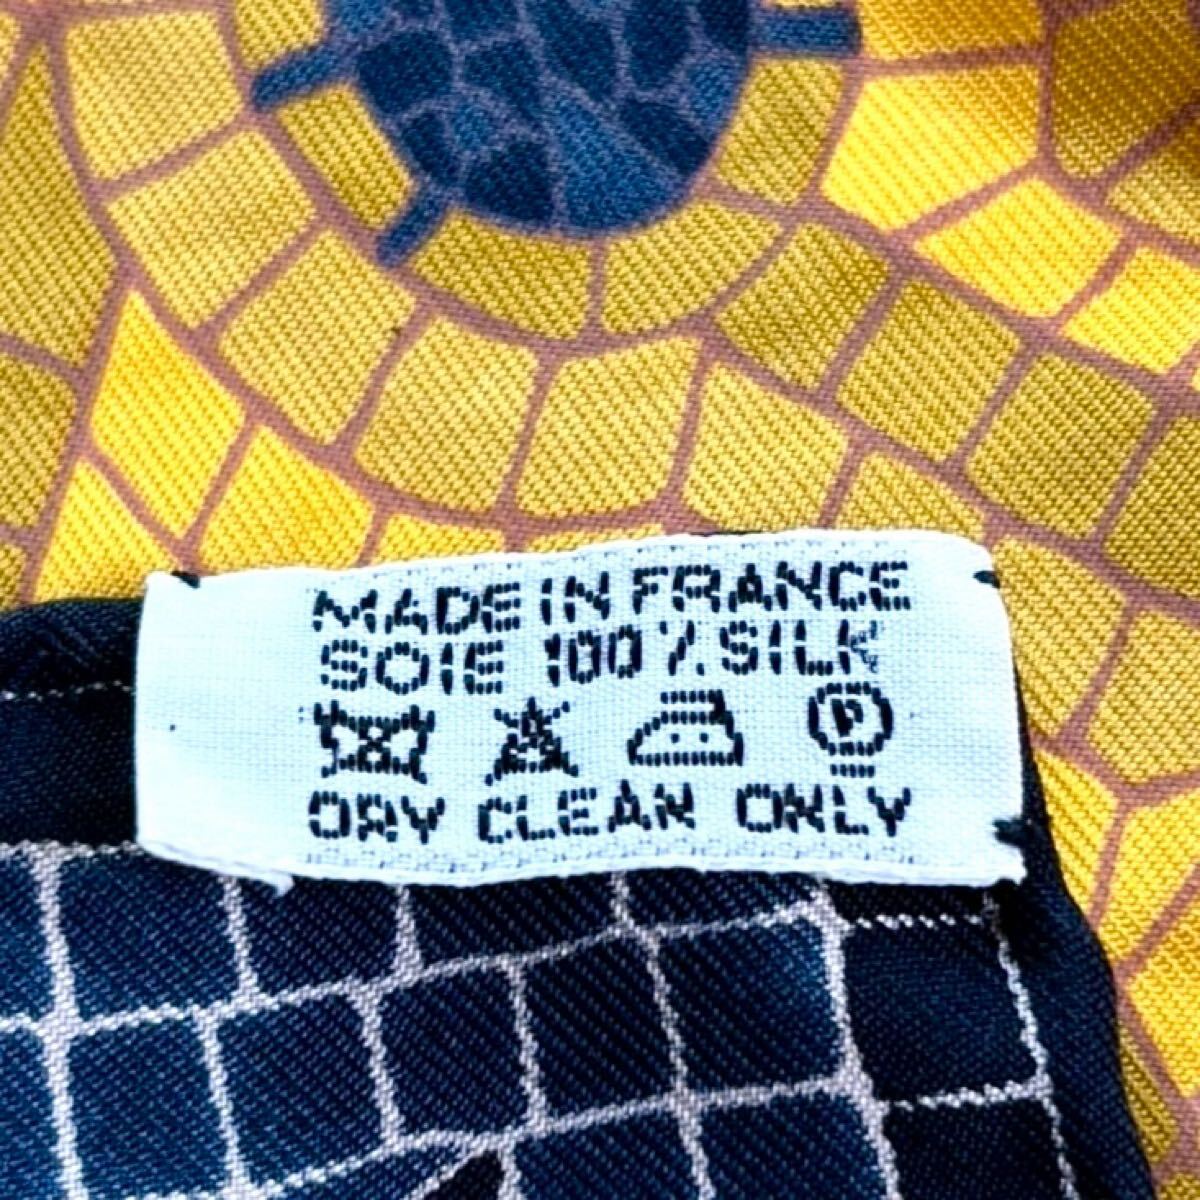 MADE IN FRANCE
SOIE 100% SILK
P
DRY CLEAN ONLY